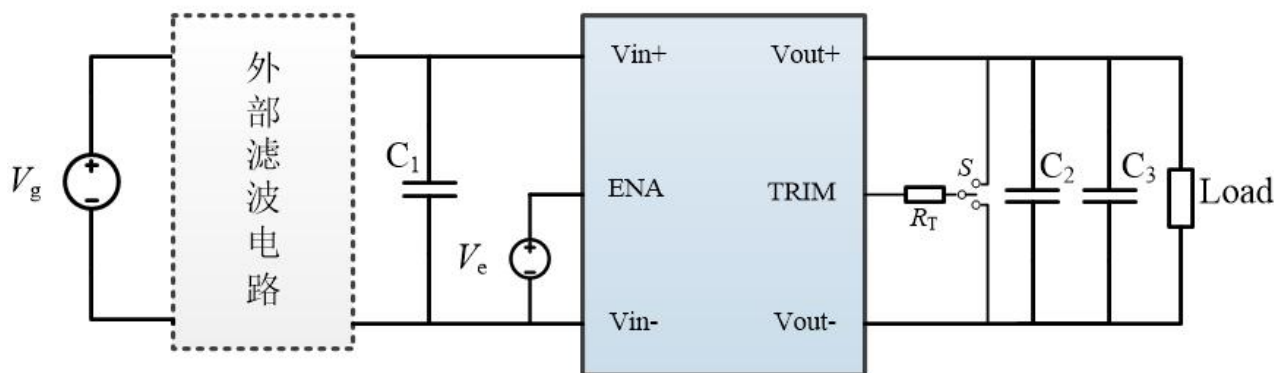 Vg
外部滤波电路
C1
Ve
Vin+
ENA
Vin-
Vout+
TRIM
Vout-
RT
S
C2
C3
Load